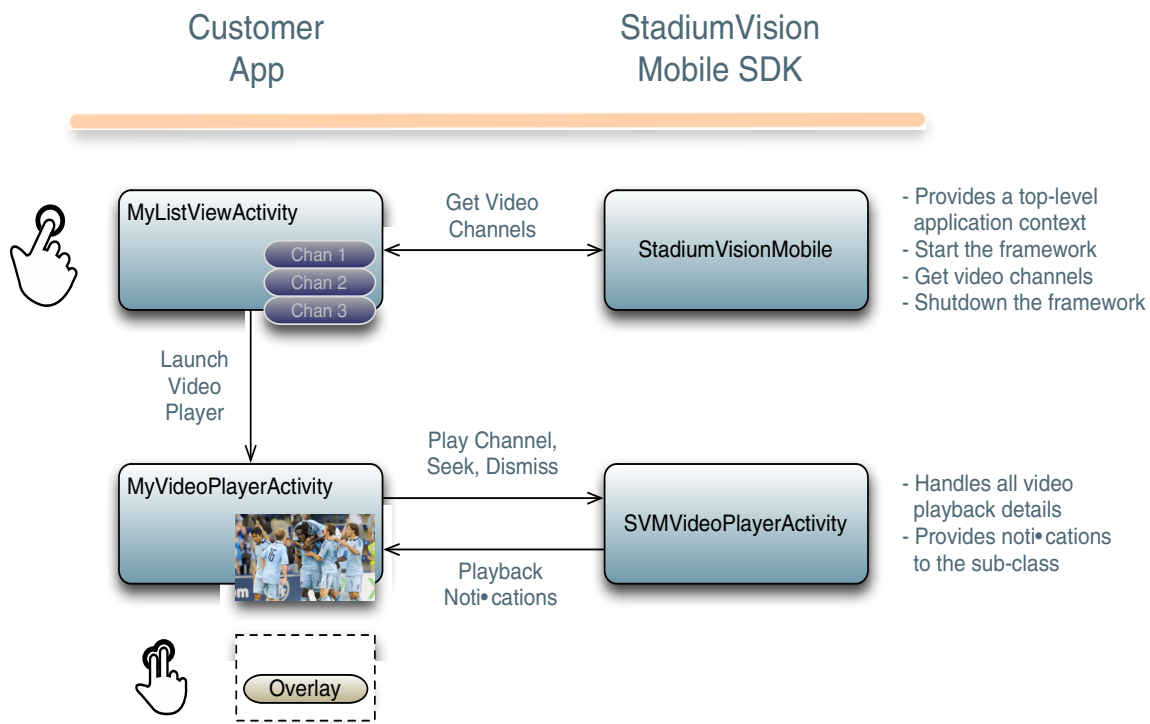 Customer
App
StadiumVision
Mobile SDK
MyListViewActivity
Chan 1
Chan 2
Chan 3
Get Video
Channels
StadiumVisionMobile
- Provides a top-level
application context
- Start the framework
- Get video channels
- Shutdown the framework
Launch
Video
Player
MyVideoPlayerActivity
16
Play Channel,
Seek, Dismiss
Playback
Noti•cations
SVMVideoPlayerActivity
- Handles all video
playback details
- Provides noti•cations
to the sub-class
Overlay